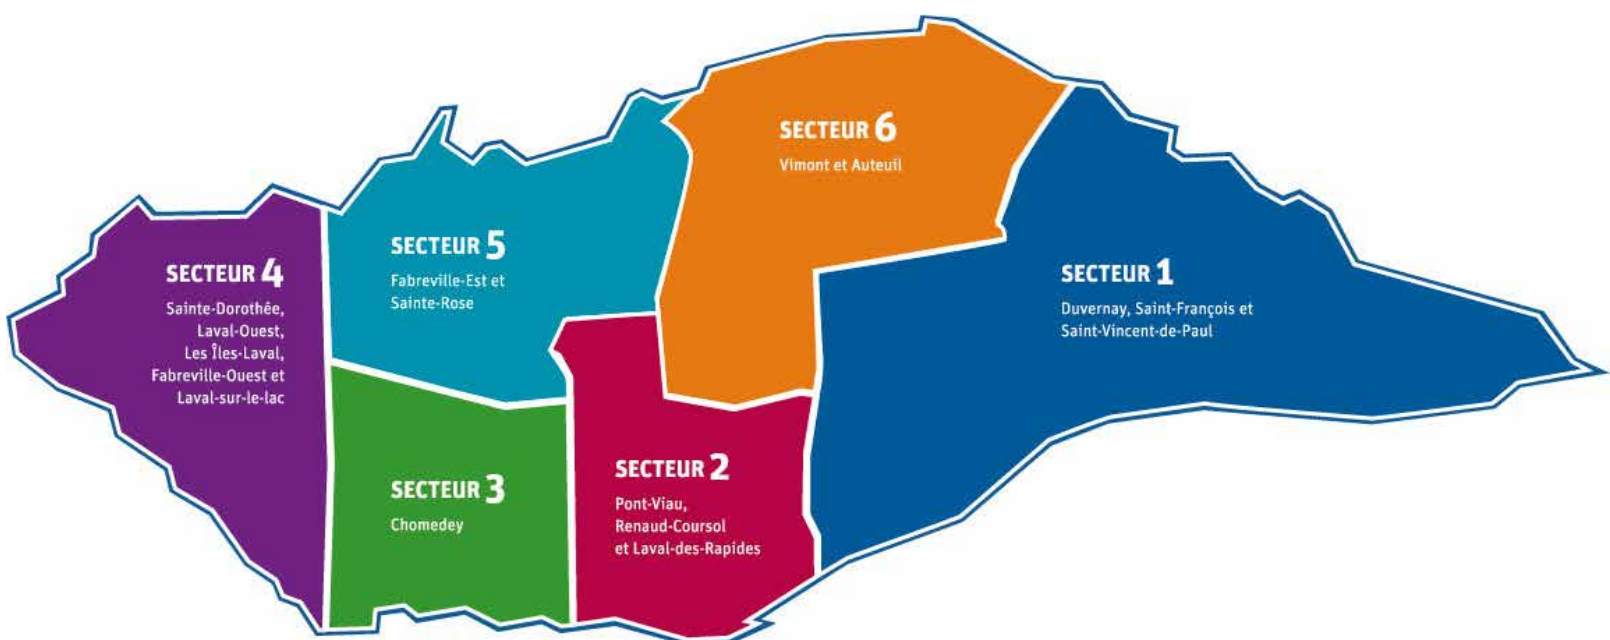 SECTEUR 6
Vimont et Auteuil
SECTEUR 5
Fabreville-Est et
Sainte-Rose
SECTEUR 4
Sainte-Dorothée,
Laval-Ouest,
Les Îles-Laval,
Fabreville-Ouest et
Laval-sur-le-lac
SECTEUR 1
Duvernay, Saint-François et
Saint-Vincent-de-Paul
SECTEUR 3
Chomedey
SECTEUR 2
Pont-Viau,
Renaud-Coursol
et Laval-des-Rapides